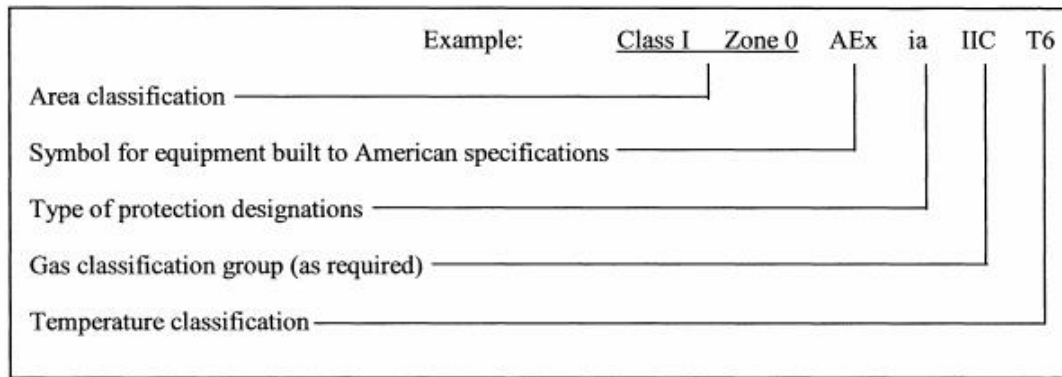 Example: Class I Zone 0 AEx ia IIC T6
Area classification
Symbol for equipment built to American specifications
Type of protection designations
Gas classification group (as required)
Temperature classification